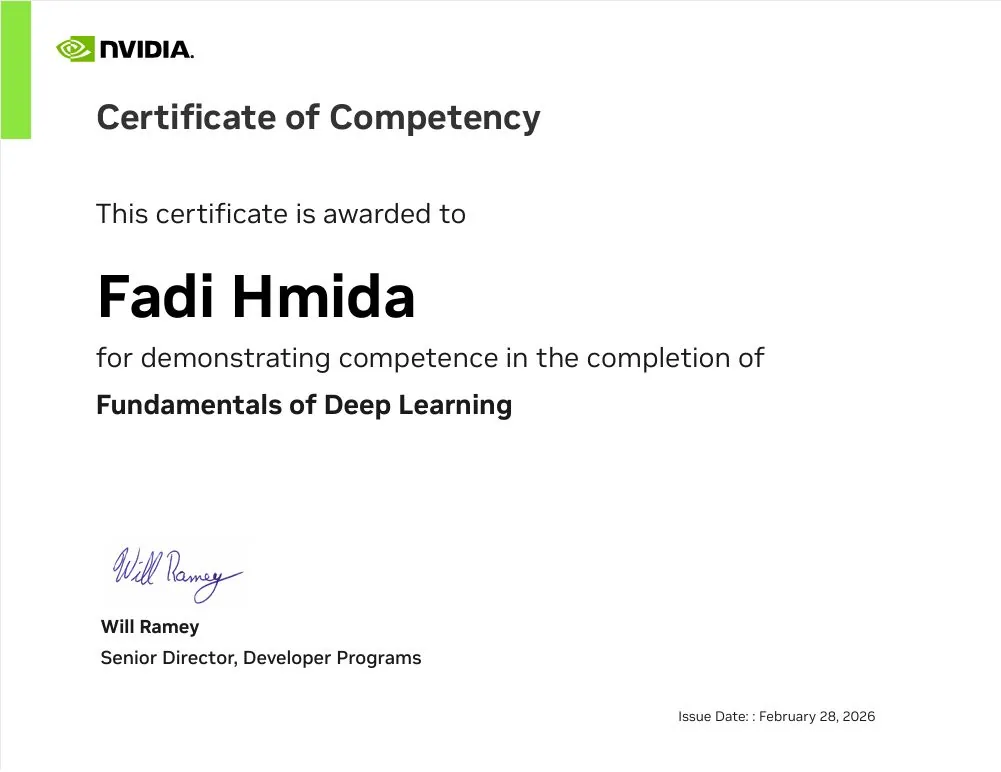 NVIDIA.
Certificate of Competency
This certificate is awarded to
Fadi Hmida
for demonstrating competence in the completion of
Fundamentals of Deep Learning
Will Ramey
Will Ramey
Senior Director, Developer Programs
Issue Date: : February 28, 2026